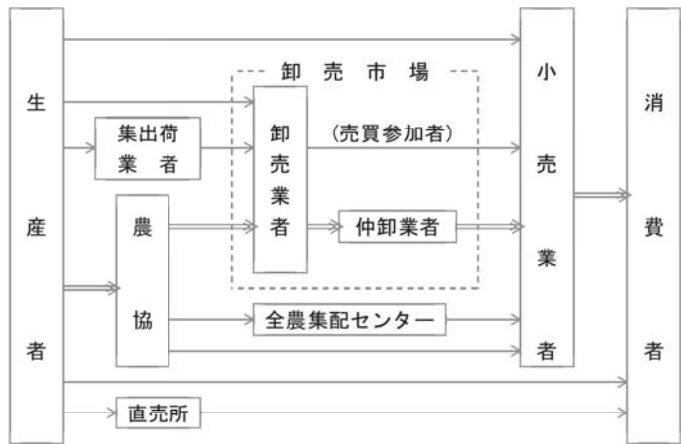 生産者
集出荷
業者
農協
卸売市場
卸売業者
(売買参加者)
仲卸業者
全農集配センター
直売所
小売業者
消費者